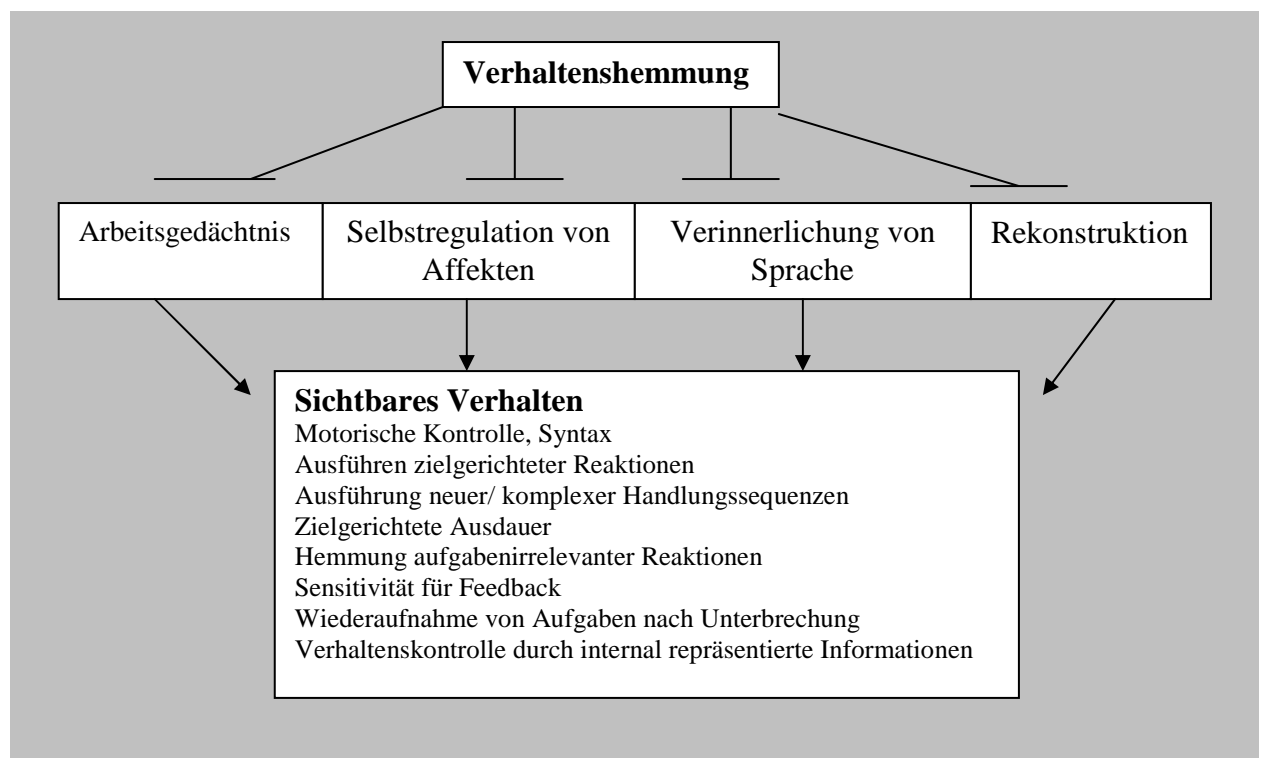 Verhaltenshemmung
Arbeitsgedächtnis
Selbstregulation von
Affekten
Verinnerlichung von
Sprache
Rekonstruktion
Sichtbares Verhalten
Motorische Kontrolle, Syntax
Ausführen zielgerichteter Reaktionen
Ausführung neuer/ komplexer Handlungssequenzen
Zielgerichtete Ausdauer
Hemmung aufgabenirrelevanter Reaktionen
Sensitivität für Feedback
Wiederaufnahme von Aufgaben nach Unterbrechung
Verhaltenskontrolle durch internal repräsentierte Informationen